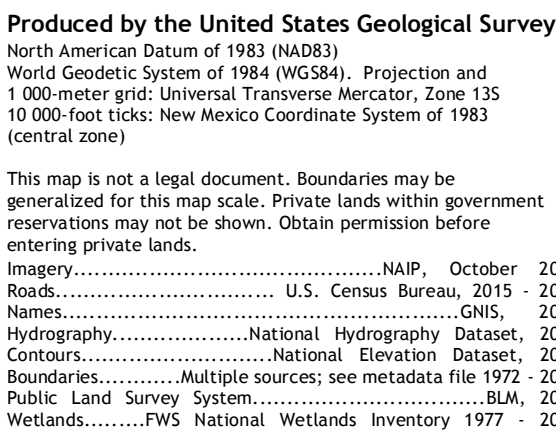 Produced by the United States Geological Survey
North American Datum of 1983 (NAD83)
World Geodetic System of 1984 (WGS84).  Projection and
1 000-meter grid: Universal Transverse Mercator, Zone 13S
10 000-foot ticks: New Mexico Coordinate System of 1983
(central zone)
This map is not a legal document. Boundaries may be
generalized for this map scale. Private lands within government
reservations may not be shown. Obtain permission before
entering private lands.
Imagery.............................................NAIP, October 20
Roads................................ U.S. Census Bureau, 2015 - 20
Names......................................................GNIS, 20
Hydrography....................National Hydrography Dataset, 20
Contours............................National Elevation Dataset, 20
Boundaries............Multiple sources; see metadata file 1972 - 20
Public Land Survey System..................................BLM, 20
Wetlands.........FWS National Wetlands Inventory 1977 - 20